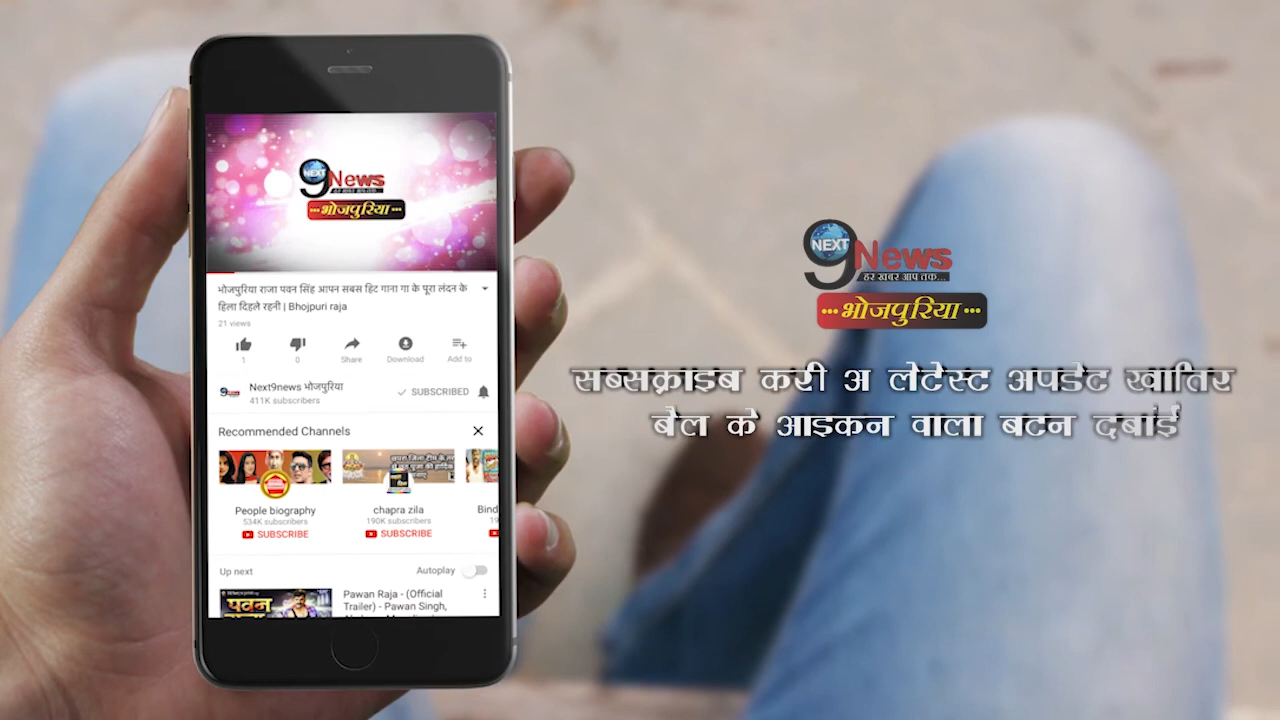 NEXT
9 News
हर खबर आप तक...
···भोजपुरिया···
भोजपुरिया राजा पवन सिंह आपन सबस हिट गाना गा के पूरा लंदन के
हिला दिहले रहनी | Bhojpuri raja
21 views
1
0
Share
Download
Add to
Next9news भोजपुरिया
411K subscribers
SUBSCRIBED
Recommended Channels
People biography
534K subscribers
SUBSCRIBE
chapra zila
190K subscribers
SUBSCRIBE
Bind
19
Up next
Autoplay
पवन
Pawan Raja - (Official
Trailer) - Pawan Singh,
NEXT
9 News
हर खबर आप तक...
···भोजपुरिया···
सब्सक्राइब करी अ लेटेस्ट अपडेट खातिर
बेल के आइकन वाला बटन दबाई